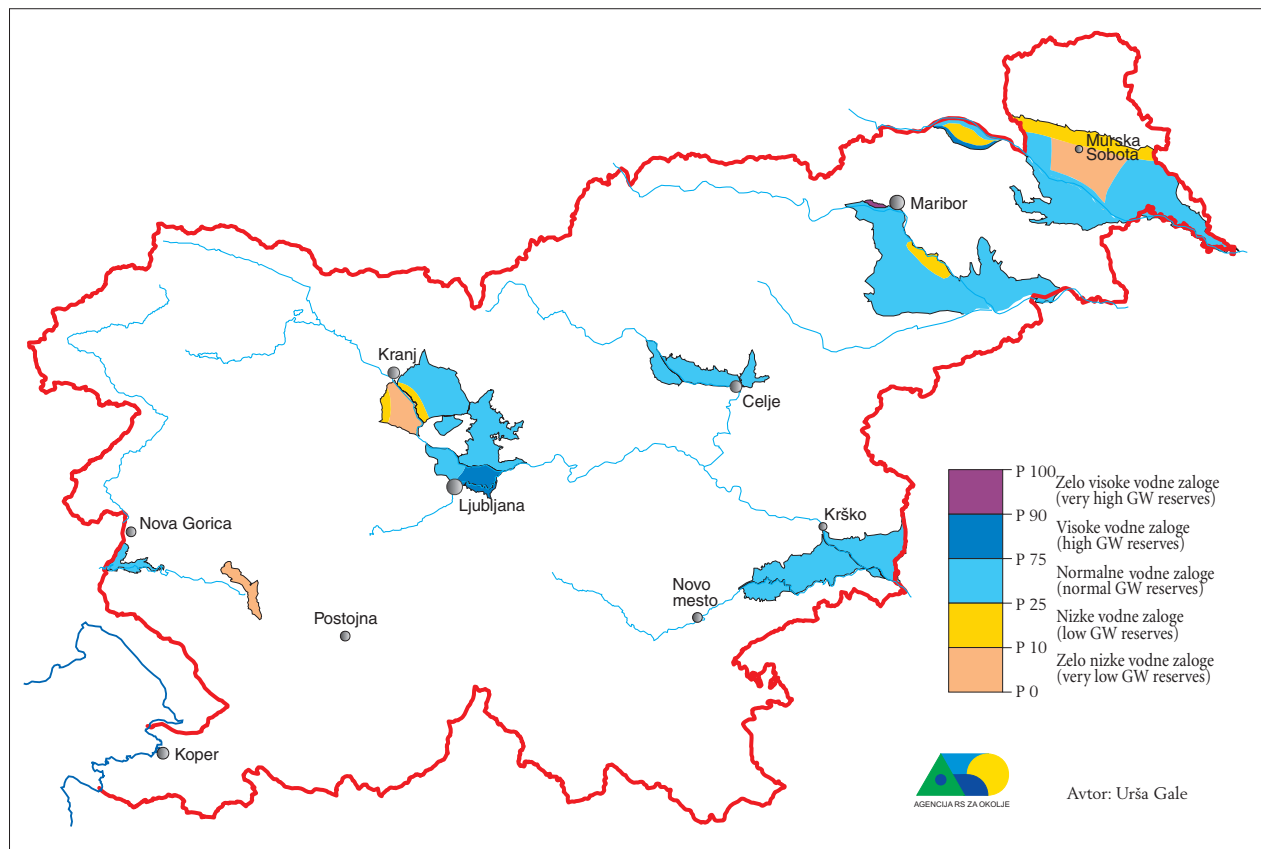 Murska
Sobota
Maribor
Kranj
Celje
Ljubljana
Nova Gorica
Krško
Novo
mesto
Postojna
Koper
P 100
Zelo visoke vodne zaloge
(very high GW reserves)
P 90
Visoke vodne zaloge
(high GW reserves)
P 75
Normalne vodne zaloge
(normal GW reserves)
P 25
Nizke vodne zaloge
(low GW reserves)
P 10
Zelo nizke vodne zaloge
(very low GW reserves)
P 0
AGENCIJA RS ZA OKOLJE
Avtor: Urša Gale